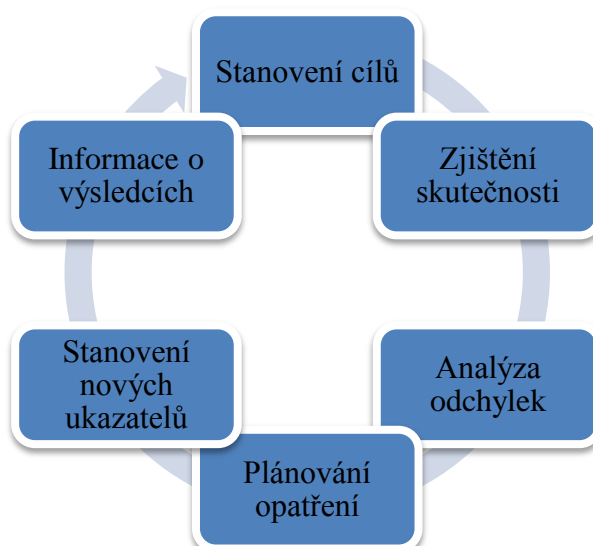 Stanovení cílů
Zjištění
skutečnosti
Analýza
odchylek
Plánování
opatření
Stanovení
nových
ukazatelů
Informace o
výsledcích